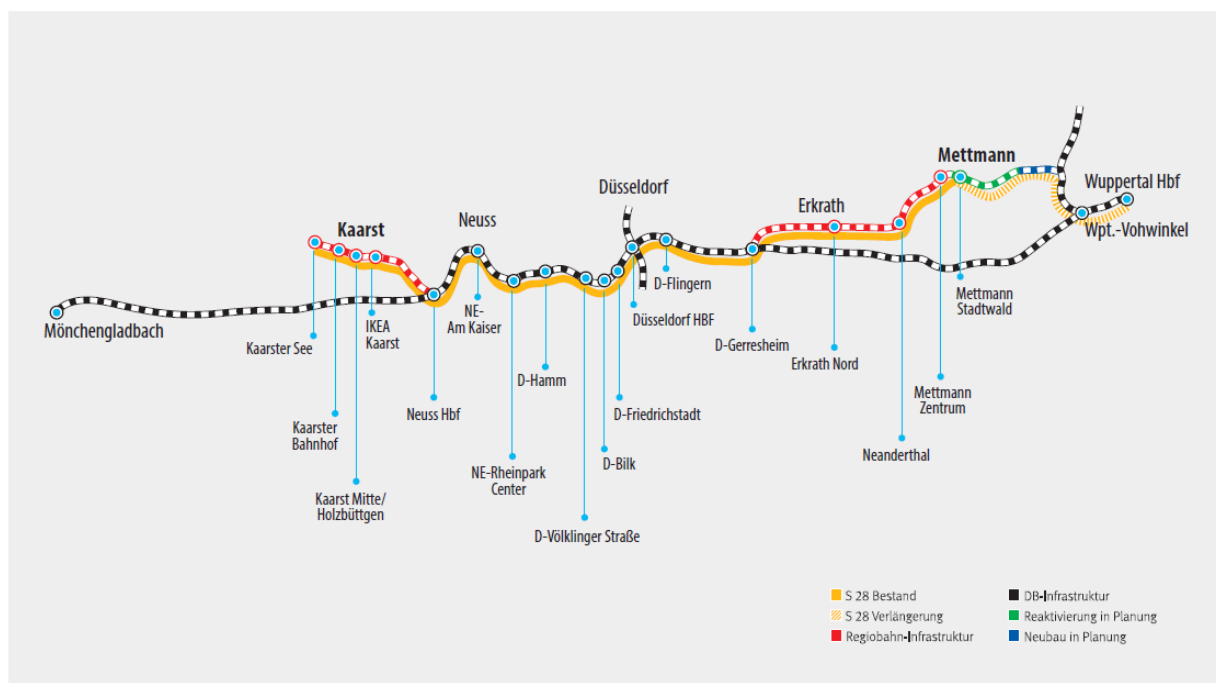 Mettmann
Wuppertal Hbf
Düsseldorf
Erkrath
Neuss
Kaarst
Wpt.-Vohwinkel
Mönchengladbach
D-Flingern
Mettmann
Stadtwald
NE-
Am Kaiser
IKEA
Kaarst
Düsseldorf HBF
Kaarster See
D-Gerresheim
Erkrath Nord
D-Hamm
Mettmann
Zentrum
Neuss Hbf
D-Friedrichstadt
Kaarster
Bahnhof
Neanderthal
D-Bilk
NE-Rheinpark
Center
Kaarst Mitte/
Holzbüttgen
D-Völklinger Straße
S 28 Bestand
S 28 Verlängerung
Regiobahn-Infrastruktur
DB-Infrastruktur
Reaktivierung in Planung
Neubau in Planung